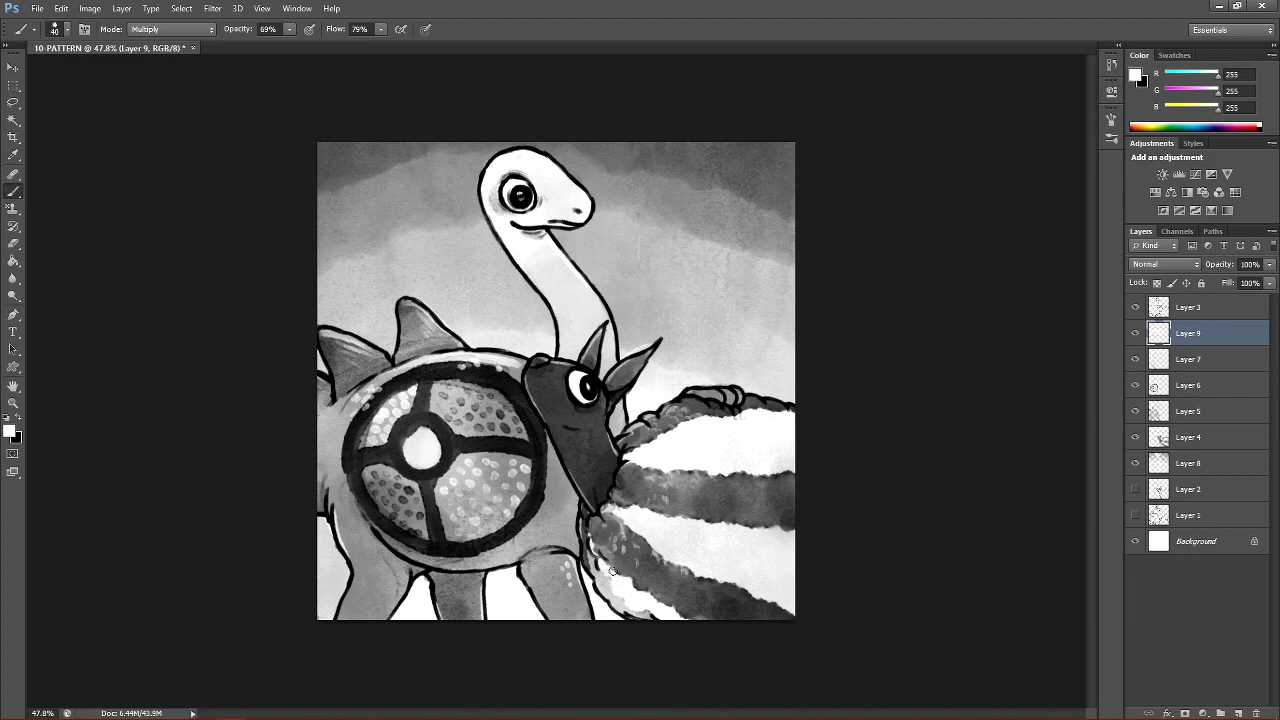 Ps File Edit Image Layer Type Select Filter 3D View Window Help
40 Mode: Multiply Opacity: 69% Flow: 79% Essentials
10-PATTERN @ 47.8% (Layer 9, RGB/8) * ×
Color Swatches
R 255
G 255
B 255
Adjustments Styles
Add an adjustment
Layers Channels Paths
Kind
Normal Opacity: 100%
Lock: Fill: 100%
Layer 3
Layer 9
Layer 7
Layer 6
Layer 5
Layer 4
Layer 8
Layer 2
Layer 1
Background
47.8% Doc: 6.44M/43.9M
fx